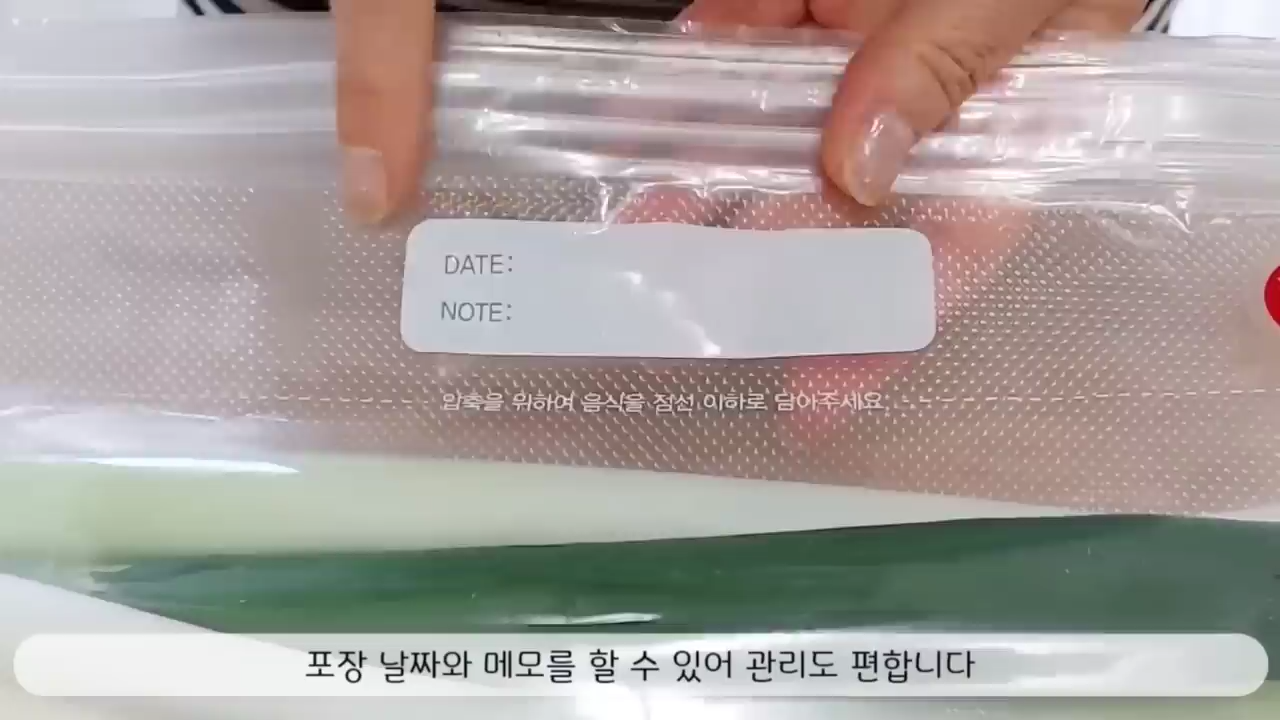 DATE:
NOTE:
압축을 위하여 음식을 점선 이하로 담아주세요
포장 날짜와 메모를 할 수 있어 관리도 편합니다